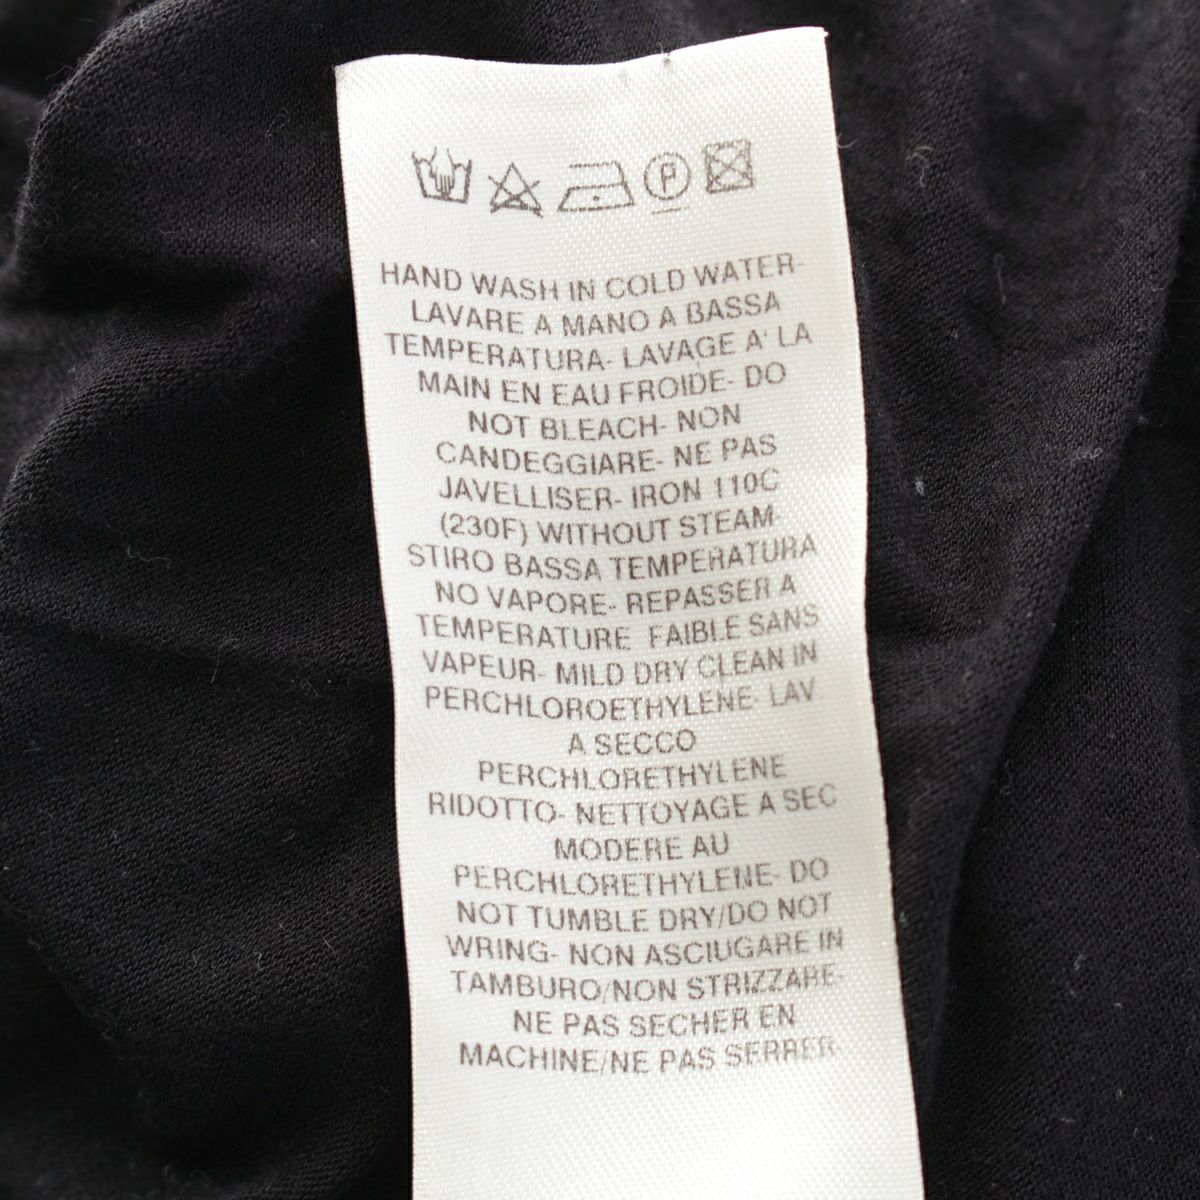 P
HAND WASH IN COLD WATER-
LAVARE A MANO A BASSA
TEMPERATURA- LAVAGE A' LA
MAIN EN EAU FROIDE- DO
NOT BLEACH- NON
CANDEGGIARE- NE PAS
JAVELLISER- IRON 110C
(230F) WITHOUT STEAM-
STIRO BASSA TEMPERATURA
NO VAPORE- REPASSER A
TEMPERATURE FAIBLE SANS
VAPEUR- MILD DRY CLEAN IN
PERCHLOROETHYLENE- LAV
A SECCO
PERCHLORETHYLENE
RIDOTTO- NETTOYAGE A SEC
MODERE AU
PERCHLORETHYLENE- DO
NOT TUMBLE DRY/DO NOT
WRING- NON ASCIUGARE IN
TAMBURO/NON STRIZZARE-
NE PAS SECHER EN
MACHINE/NE PAS SERRER-